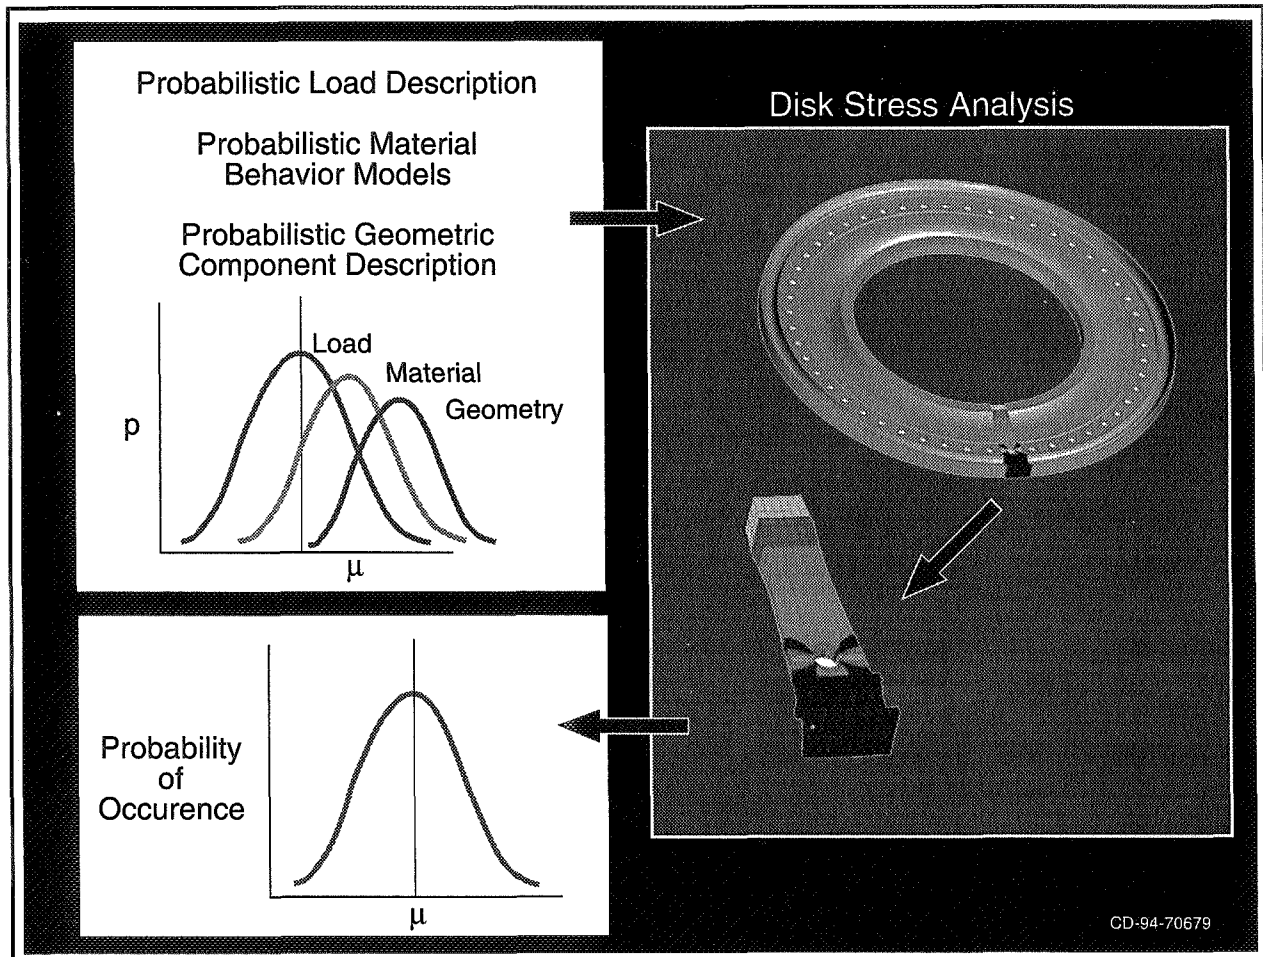 Probabilistic Load Description
Probabilistic Material
Behavior Models
Probabilistic Geometric
Component Description
Load
Material
Geometry
p
μ
Disk Stress Analysis
Probability
of
Occurence
μ
CD-94-70679